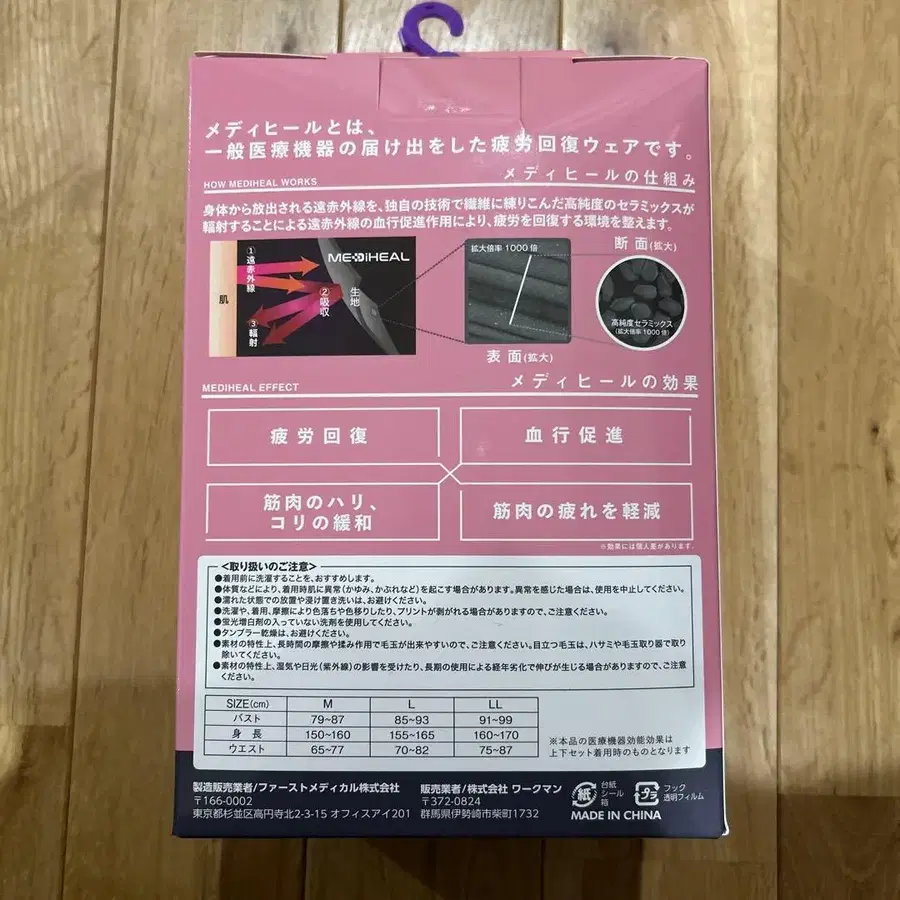 メディヒールとは、
一般医療機器の届け出をした疲労回復ウェアです。
HOW MEDIHEAL WORKS
メディヒールの仕組み
身体から放出される遠赤外線を、独自の技術で繊維に練りこんだ高純度のセラミックスが
輻射することによる遠赤外線の血行促進作用により、疲労を回復する環境を整えます。
肌
①遠赤外線
②吸収
③輻射
生地
MEDiHEAL
拡大倍率1000倍
表面(拡大)
断面(拡大)
高純度セラミックス
(拡大倍率1000倍)
MEDIHEAL EFFECT
メディヒールの効果
疲労回復
血行促進
筋肉のハリ、
コリの緩和
筋肉の疲れを軽減
※効果には個人差があります。
<取り扱いのご注意>
●着用前に洗濯することを、おすすめします。
●体質などにより、着用時肌に異常(かゆみ、かぶれなど)を起こす場合があります。異常を感じた場合は、使用を中止してください。
●濡れた状態での放置や浸け置き洗いは、お避けください。
●洗濯や、着用、摩擦により色落ちや色移りしたり、プリントが剥がれる場合がありますので、ご注意ください。
●蛍光増白剤の入っていない洗剤を使用してください。
●タンブラー乾燥は、お避けください。
●素材の特性上、長時間の摩擦や揉み作用で毛玉が出来やすいので、ご注意ください。目立つ毛玉は、ハサミや毛玉取り器で取り
除いてください。
●素材の特性上、湿気や日光(紫外線)の影響を受けたり、長期の使用による経年劣化で伸びが生じる場合がありますので、ご注意
ください。
SIZE(cm) M L LL
バスト 79~87 85~93 91~99
身長 150~160 155~165 160~170
ウエスト 65~77 70~82 75~87
※本品の医療機器効能効果は
上下セット着用時のものとなります
製造販売業者/ファーストメディカル株式会社
〒166-0002
東京都杉並区高円寺北2-3-15 オフィスアイ201
販売業者/株式会社 ワークマン
〒372-0824
群馬県伊勢崎市柴町1732
紙
台紙
シール
箱
プラ
フック
透明フィルム
MADE IN CHINA